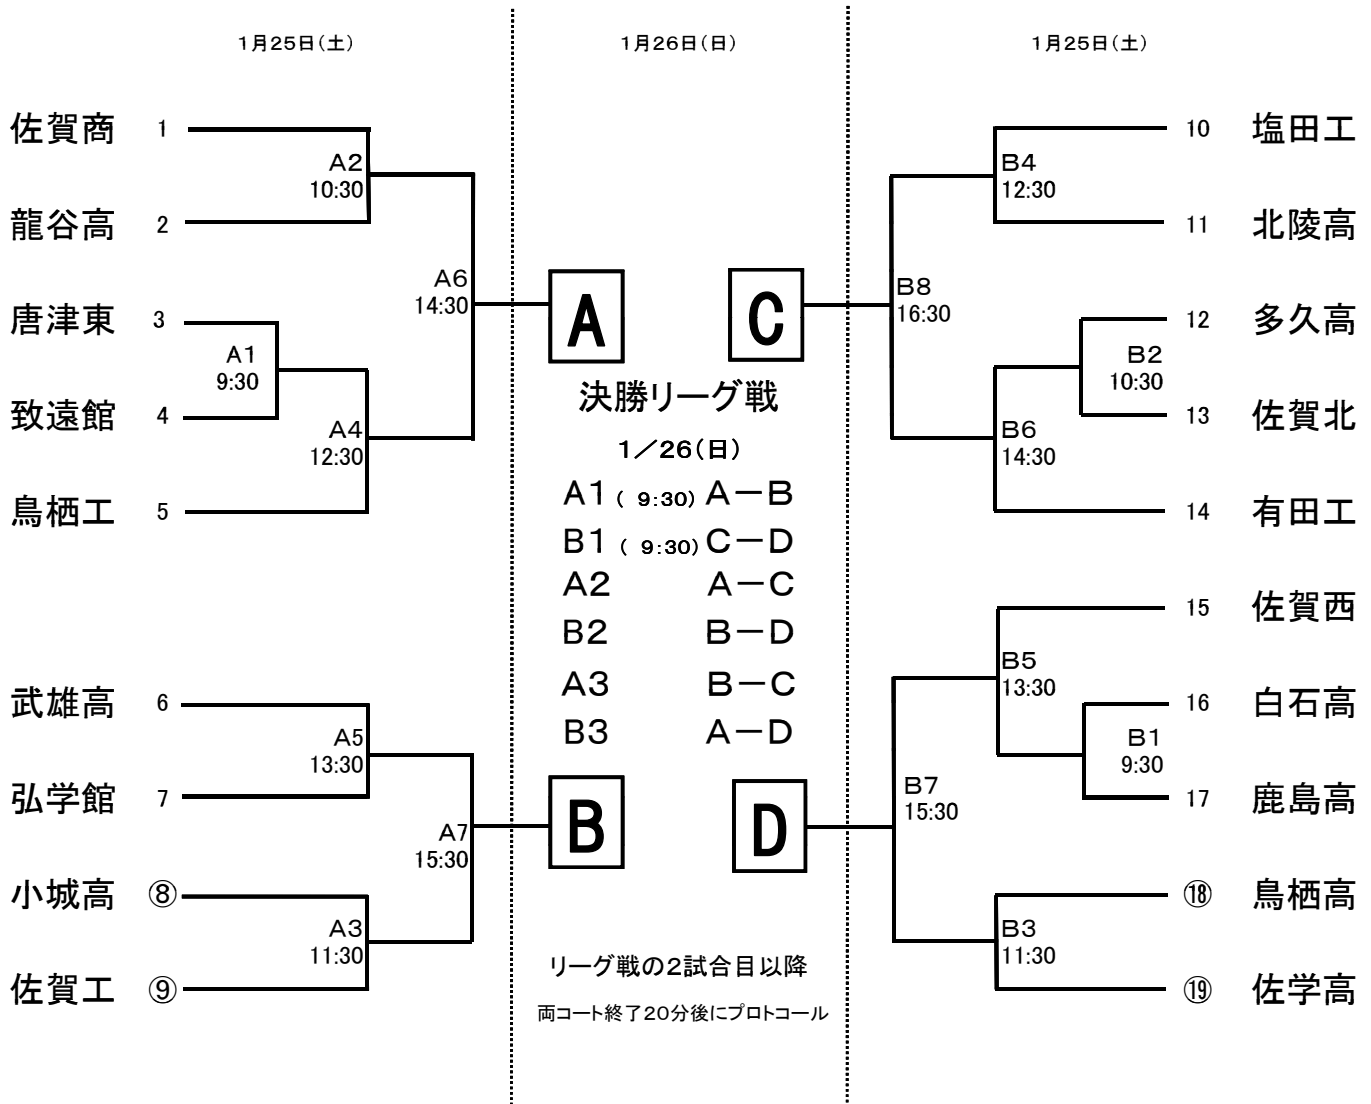 1月25日(土)
1月26日(日)
1月25日(土)
佐賀商 1
龍谷高 2
A2
10:30
唐津東 3
致遠館 4
A1
9:30
鳥栖工 5
A4
12:30
A6
14:30
武雄高 6
弘学館 7
A5
13:30
小城高 ⑧
佐賀工 ⑨
A3
11:30
A7
15:30
A
C
決勝リーグ戦
1/26(日)
A1( 9:30)A-B
B1( 9:30)C-D
A2 A-C
B2 B-D
A3 B-C
B3 A-D
B
D
リーグ戦の2試合目以降
両コート終了20分後にプロトコール
10 塩田工
11 北陵高
B4
12:30
12 多久高
13 佐賀北
B2
10:30
14 有田工
B6
14:30
B8
16:30
15 佐賀西
16 白石高
17 鹿島高
B1
9:30
B5
13:30
⑱ 鳥栖高
⑲ 佐学高
B3
11:30
B7
15:30